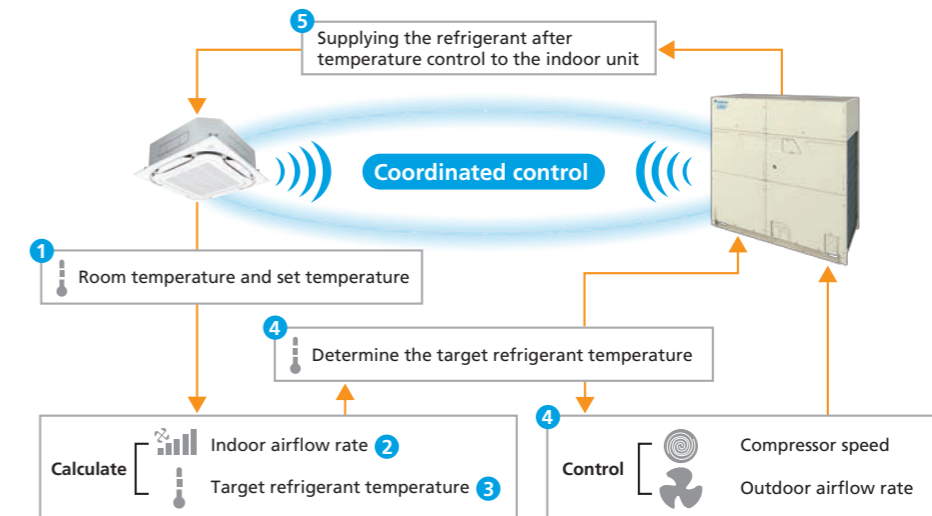 5
Supplying the refrigerant after
temperature control to the indoor unit
Coordinated control
1
Room temperature and set temperature
4
Determine the target refrigerant temperature
Calculate
Indoor airflow rate 2
Target refrigerant temperature 3
4
Control
Compressor speed
Outdoor airflow rate